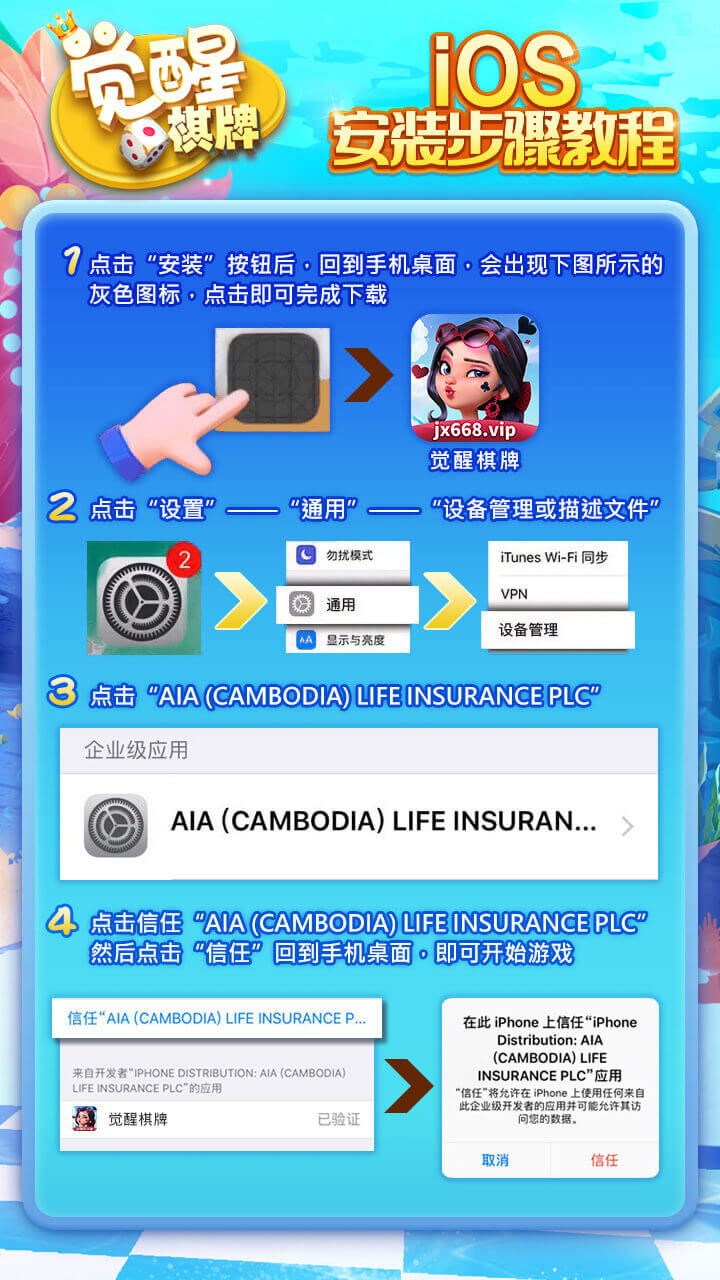 觉醒
棋牌
iOS
安装步骤教程
1 点击“安装”按钮后，回到手机桌面，会出现下图所示的
灰色图标，点击即可完成下载
jx668.vip
觉醒棋牌
2 点击“设置”——“通用”——“设备管理或描述文件”
2
勿扰模式
通用
AA 显示与亮度
iTunes Wi-Fi 同步
VPN
设备管理
3 点击“AIA (CAMBODIA) LIFE INSURANCE PLC”
企业级应用
AIA (CAMBODIA) LIFE INSURAN...
4 点击信任“AIA (CAMBODIA) LIFE INSURANCE PLC”
然后点击“信任”回到手机桌面，即可开始游戏
信任“AIA (CAMBODIA) LIFE INSURANCE P...
来自开发者“IPHONE DISTRIBUTION: AIA (CAMBODIA)
LIFE INSURANCE PLC”的应用
觉醒棋牌 已验证
在此 iPhone 上信任“iPhone
Distribution: AIA
(CAMBODIA) LIFE
INSURANCE PLC”应用
“信任”将允许在 iPhone 上使用任何来自
此企业级开发者的应用并可能允许其访
问您的数据。
取消 信任